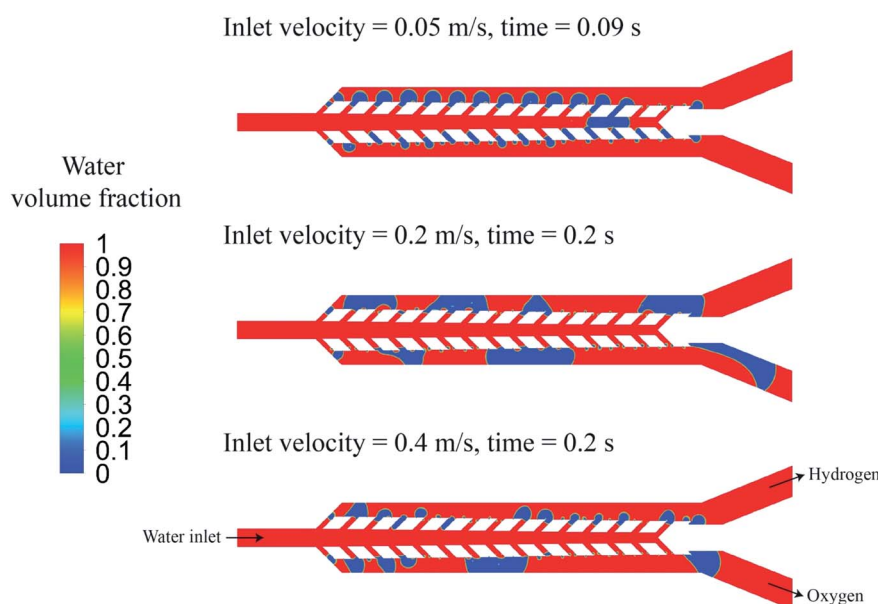 Inlet velocity = 0.05 m/s, time = 0.09 s
Water
volume fraction
1
0.9
0.8
0.7
0.6
0.5
0.4
0.3
0.2
0.1
0
Inlet velocity = 0.2 m/s, time = 0.2 s
Inlet velocity = 0.4 m/s, time = 0.2 s
Hydrogen
Water inlet
Oxygen